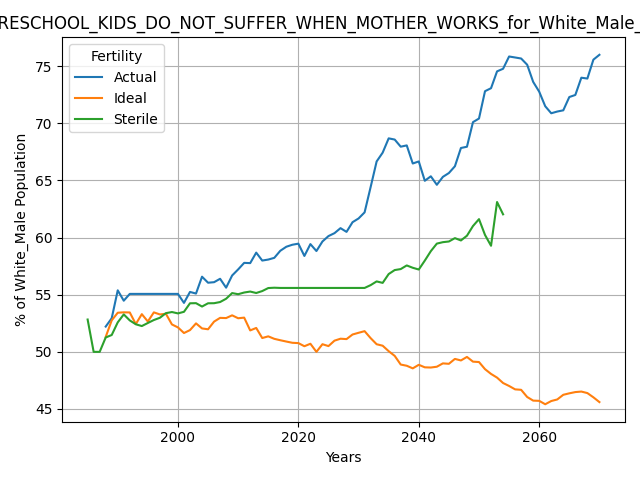 RESCHOOL_KIDS_DO_NOT_SUFFER_WHEN_MOTHER_WORKS_for_White_Male_
Fertility
Actual
Ideal
Sterile
% of White_Male Population
75
70
65
60
55
50
45
2000
2020
2040
2060
Years